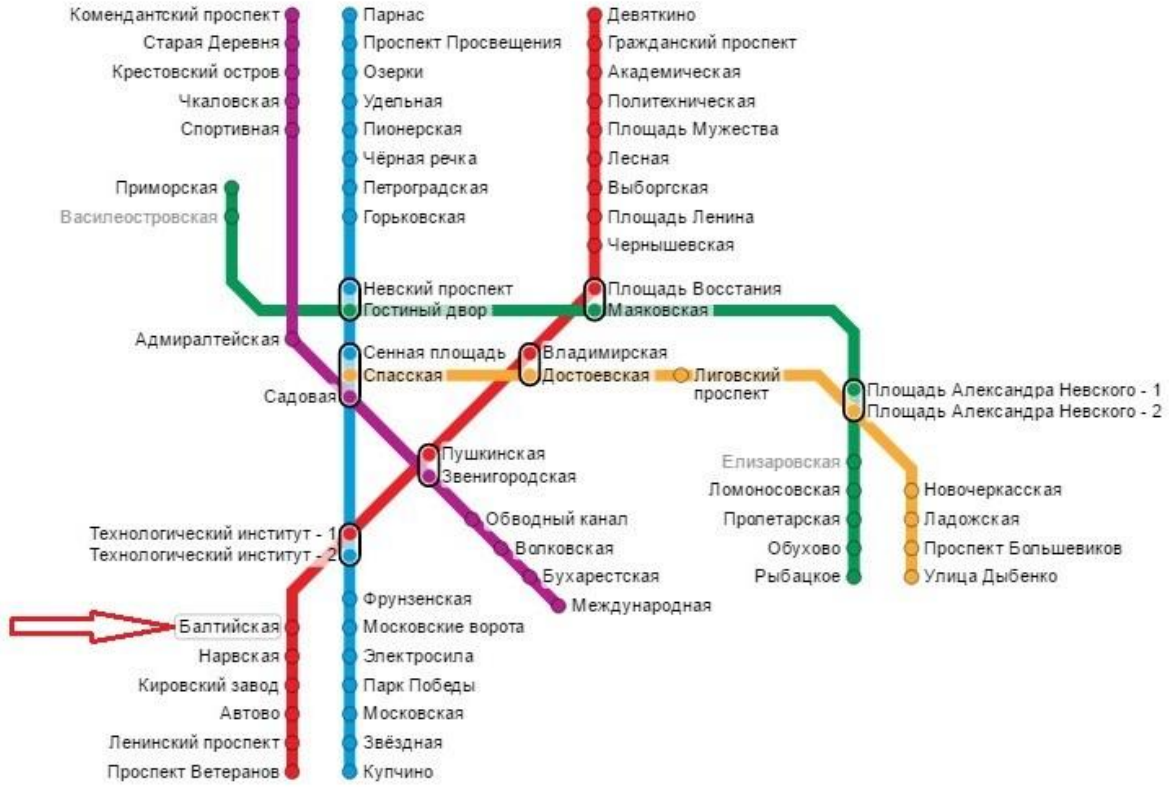 Комендантский проспект
Старая Деревня
Крестовский остров
Чкаловская
Спортивная
Приморская
Василеостровская
Адмиралтейская
Садовая
Парнас
Проспект Просвещения
Озерки
Удельная
Пионерская
Чёрная речка
Петроградская
Горьковская
Невский проспект
Гостиный двор
Сенная площадь
Спасская
Девяткино
Гражданский проспект
Академическая
Политехническая
Площадь Мужества
Лесная
Выборгская
Площадь Ленина
Чернышевская
Площадь Восстания
Маяковская
Владимирская
Достоевская
Лиговский
проспект
Площадь Александра Невского - 1
Площадь Александра Невского - 2
Пушкинская
Звенигородская
Обводный канал
Волковская
Бухарестская
Международная
Елизаровская
Ломоносовская
Пролетарская
Обухово
Рыбацкое
Новочеркасская
Ладожская
Проспект Большевиков
Улица Дыбенко
Технологический институт - 1
Технологический институт - 2
Балтийская
Нарвская
Кировский завод
Автово
Ленинский проспект
Проспект Ветеранов
Фрунзенская
Московские ворота
Электросила
Парк Победы
Московская
Звёздная
Купчино